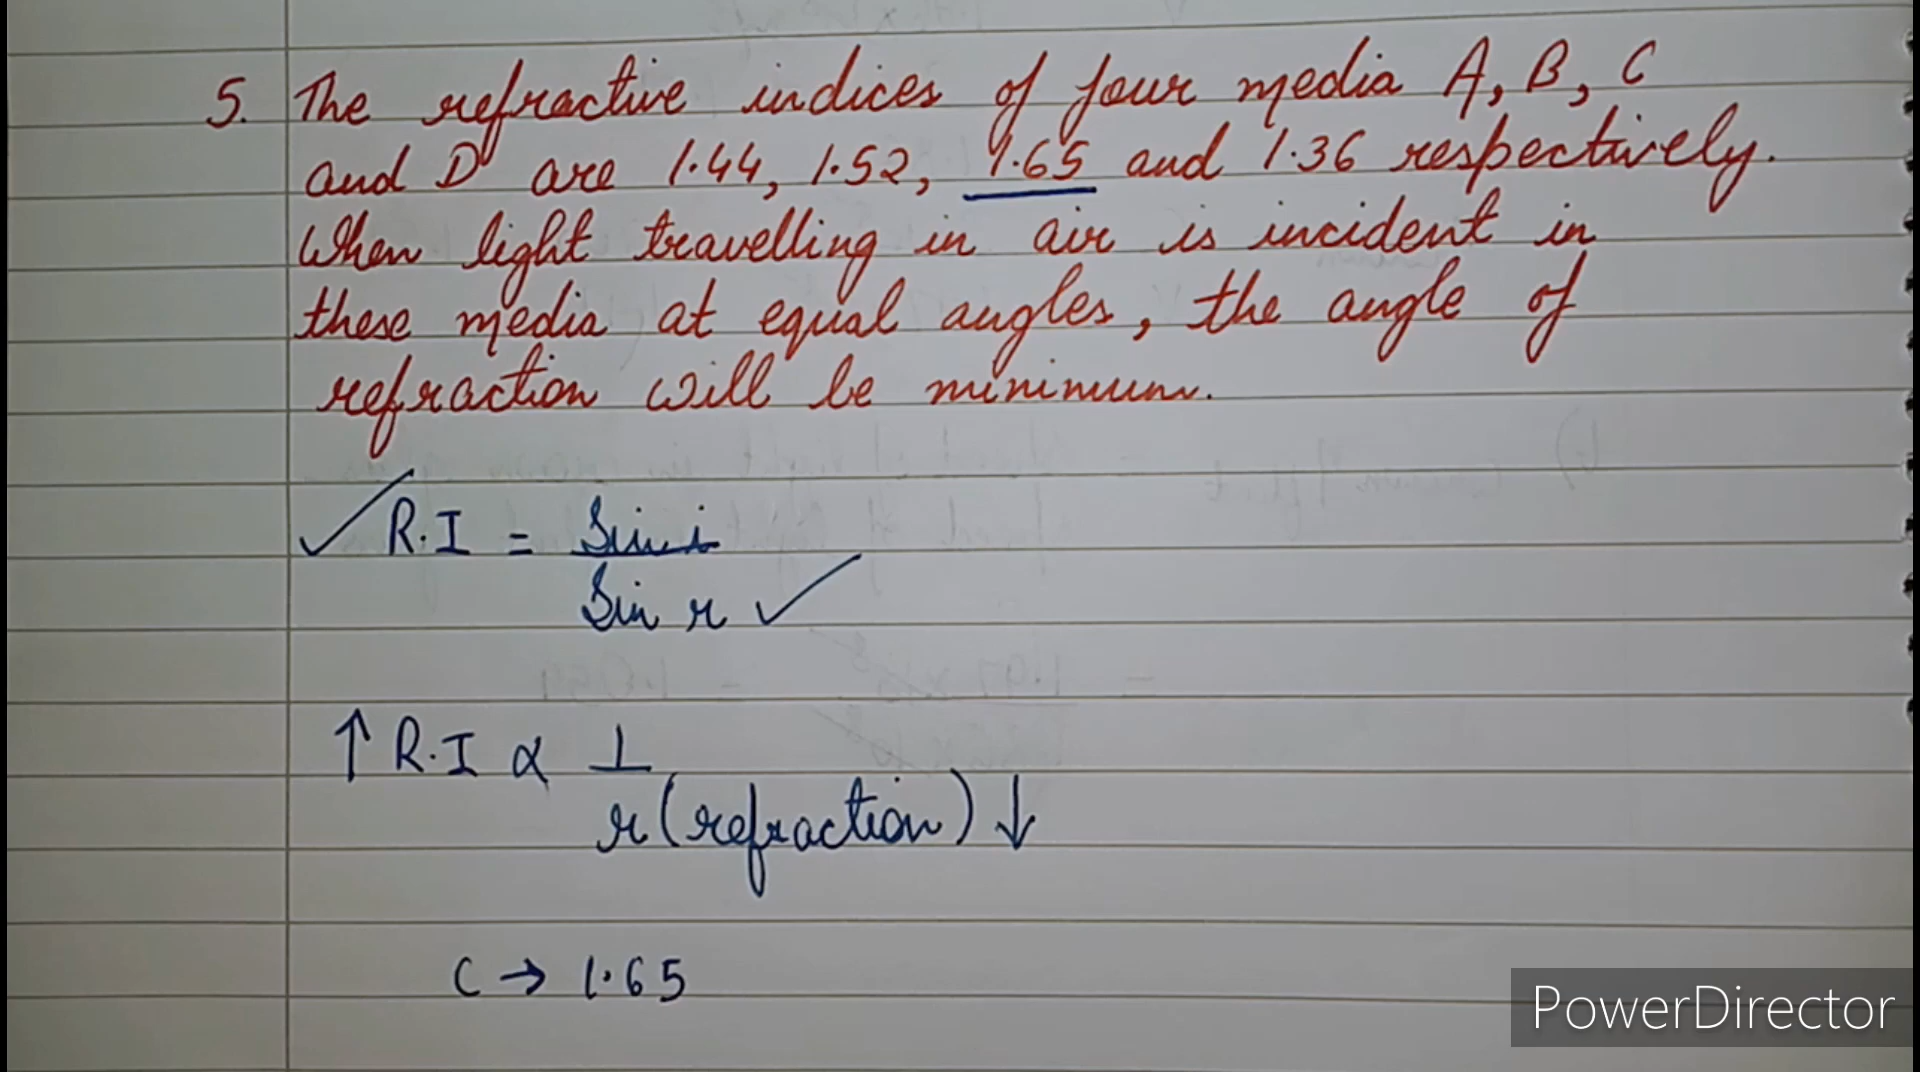 5. The refractive indices of four media A, B, C
and D are 1.44, 1.52, 1.65 and 1.36 respectively.
When light travelling in air is incident in
these media at equal angles, the angle of
refraction will be minimum.
✓ R.I = Sin i
Sin r ✓
↑ R.I ∝ 1
r (refraction) ↓
C → 1.65
PowerDirector